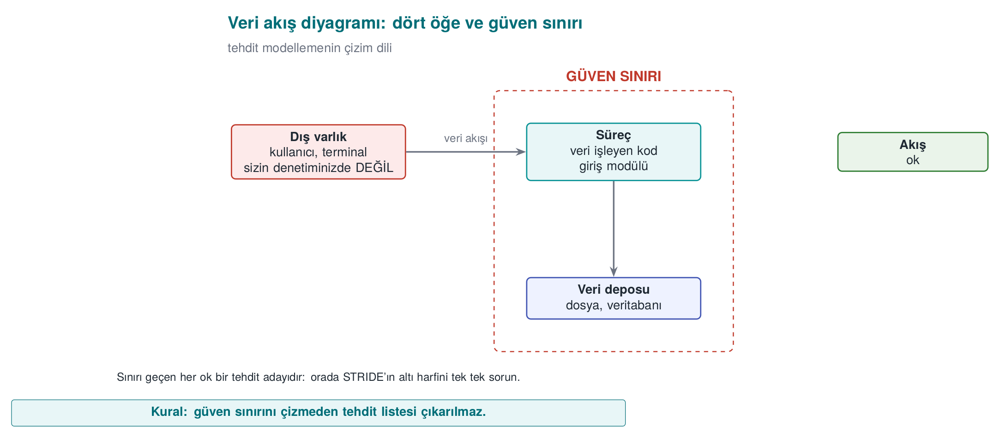 Veri akış diyagramı: dört öğe ve güven sınırı
tehdit modellemenin çizim dili
GÜVEN SINIRI
Dış varlık
kullanıcı, terminal
sizin denetiminizde DEĞİL
veri akışı
Süreç
veri işleyen kod
giriş modülü
Akış
ok
Veri deposu
dosya, veritabanı
Sınırı geçen her ok bir tehdit adayıdır: orada STRIDE’ın altı harfini tek tek sorun.
Kural: güven sınırını çizmeden tehdit listesi çıkarılmaz.